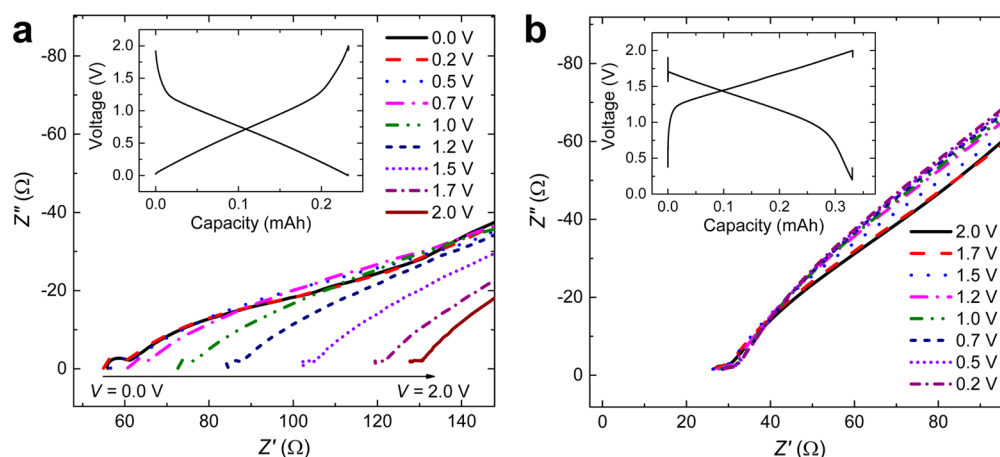 a
-80
-60
-40
-20
0
Z″ (Ω)
60 80 100 120 140
Z′ (Ω)
2.0
1.5
1.0
0.5
0.0
Voltage (V)
0.0 0.1 0.2
Capacity (mAh)
0.0 V
0.2 V
0.5 V
0.7 V
1.0 V
1.2 V
1.5 V
1.7 V
2.0 V
V = 0.0 V
V = 2.0 V
b
-80
-60
-40
-20
0
Z″ (Ω)
0 20 40 60 80
Z′ (Ω)
2.0
1.5
1.0
0.5
0.0
Voltage (V)
0.0 0.1 0.2 0.3
Capacity (mAh)
2.0 V
1.7 V
1.5 V
1.2 V
1.0 V
0.7 V
0.5 V
0.2 V